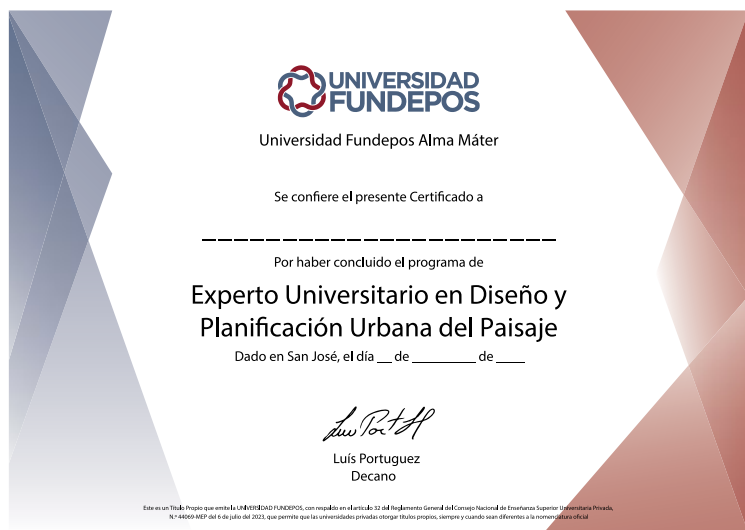 UNIVERSIDAD
FUNDEPOS
Universidad Fundepos Alma Máter
Se confiere el presente Certificado a
Por haber concluido el programa de
Experto Universitario en Diseño y
Planificación Urbana del Paisaje
Dado en San José, el día __ de ________ de ____
Luís Portuguez
Decano
Este es un Título Propio que emite la UNIVERSIDAD FUNDEPOS, con respaldo en el artículo 32 del Reglamento General del Consejo Nacional de Enseñanza Superior Universitaria Privada,
N.º 44069-MEP del 6 de julio del 2023, que permite que las universidades privadas otorgar títulos propios, siempre y cuando sean diferentes a la nomenclatura oficial